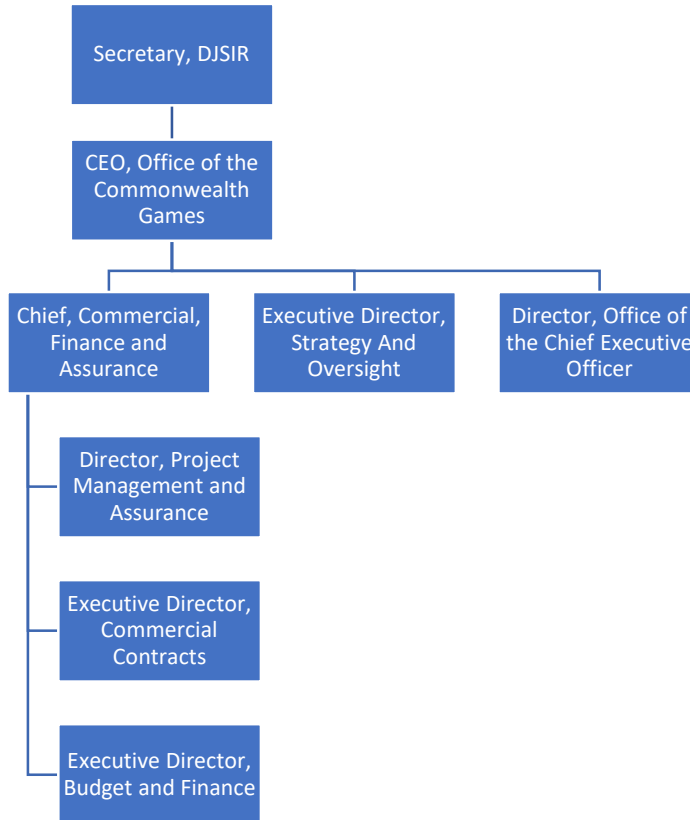 Secretary, DJSIR
CEO, Office of the
Commonwealth
Games
Chief, Commercial,
Finance and
Assurance
Executive Director,
Strategy And
Oversight
Director, Office of
the Chief Executive
Officer
Director, Project
Management and
Assurance
Executive Director,
Commercial
Contracts
Executive Director,
Budget and Finance